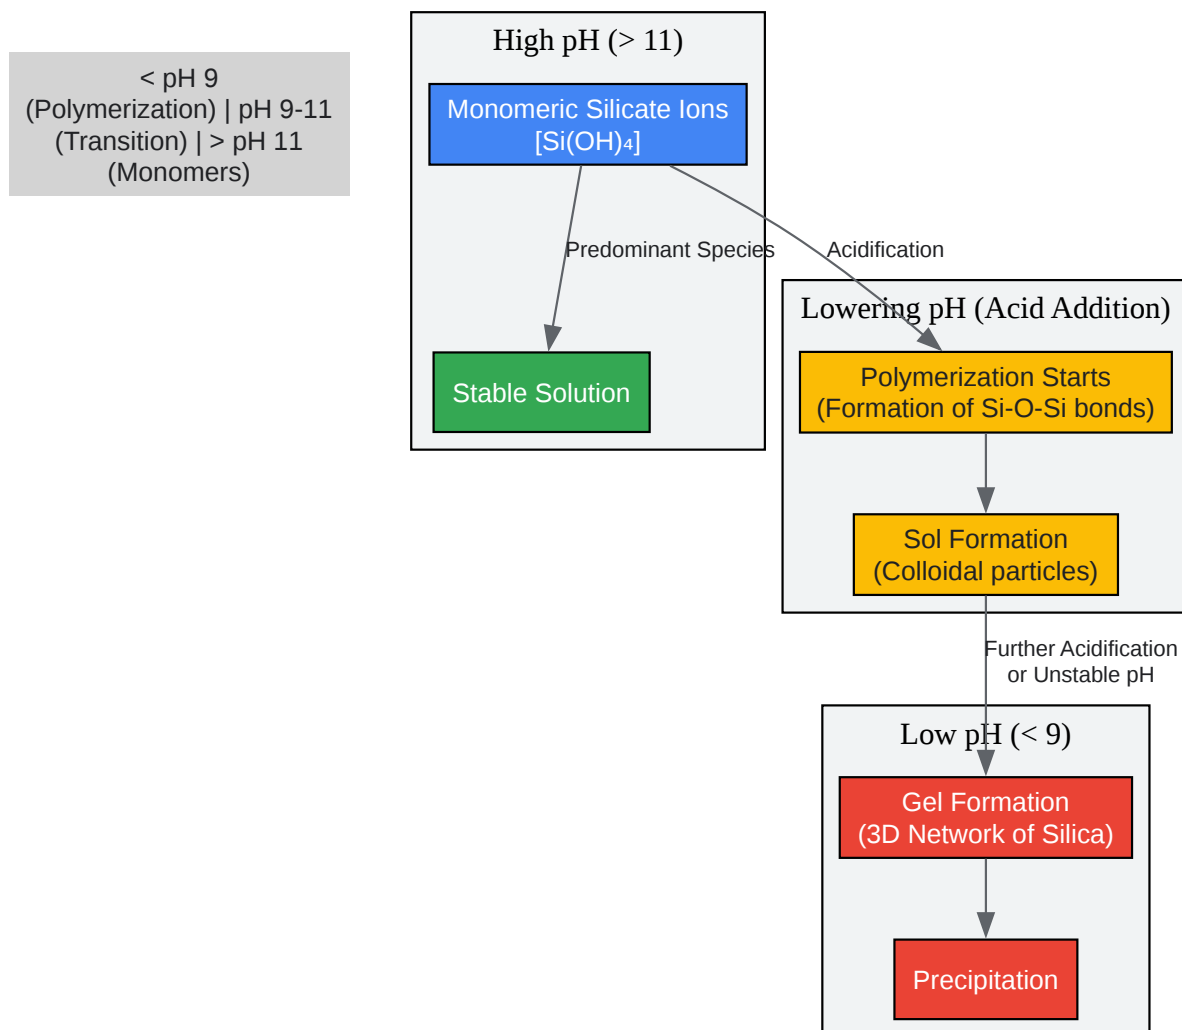 High pH (> 11)
< pH 9
(Polymerization) | pH 9-11
(Transition) | > pH 11
(Monomers)
Monomeric Silicate Ions
[Si(OH)₄]
Predominant Species
Acidification
Lowering pH (Acid Addition)
Stable Solution
Polymerization Starts
(Formation of Si-O-Si bonds)
Sol Formation
(Colloidal particles)
Further Acidification
or Unstable pH
Low pH (< 9)
Gel Formation
(3D Network of Silica)
Precipitation